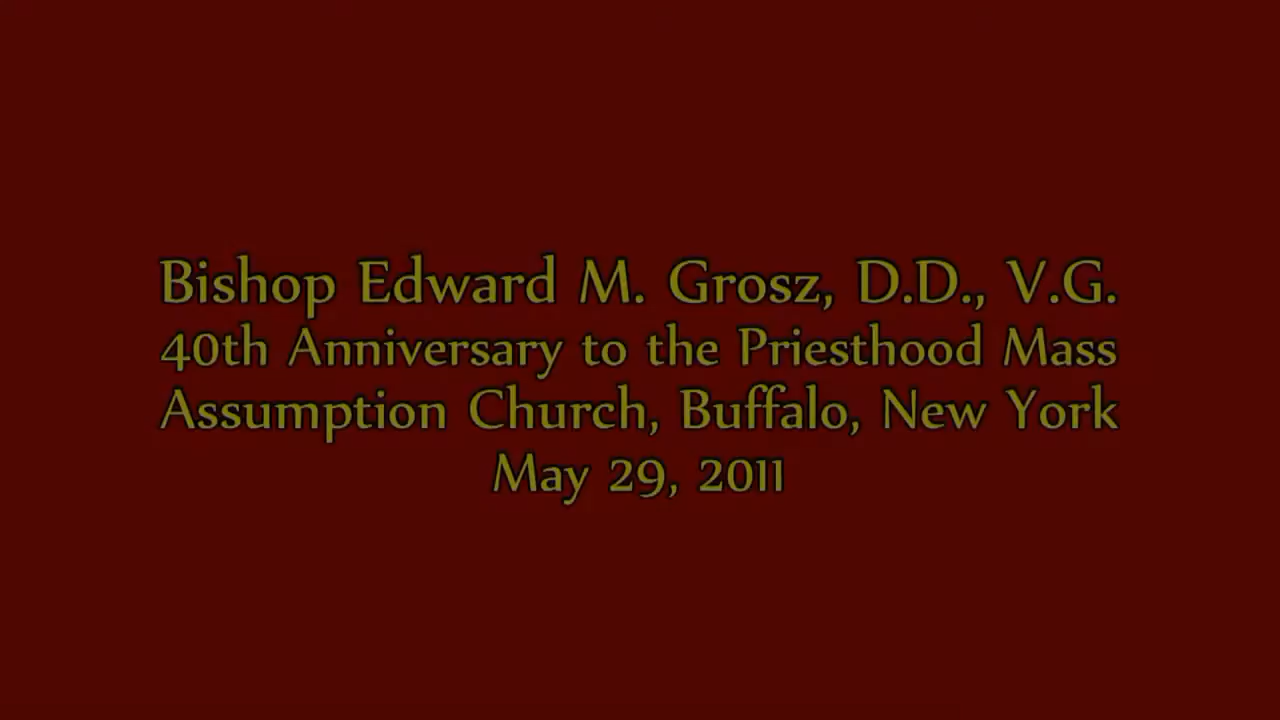 Bishop Edward M. Grosz, D.D., V.G.
40th Anniversary to the Priesthood Mass
Assumption Church, Buffalo, New York
May 29, 2011